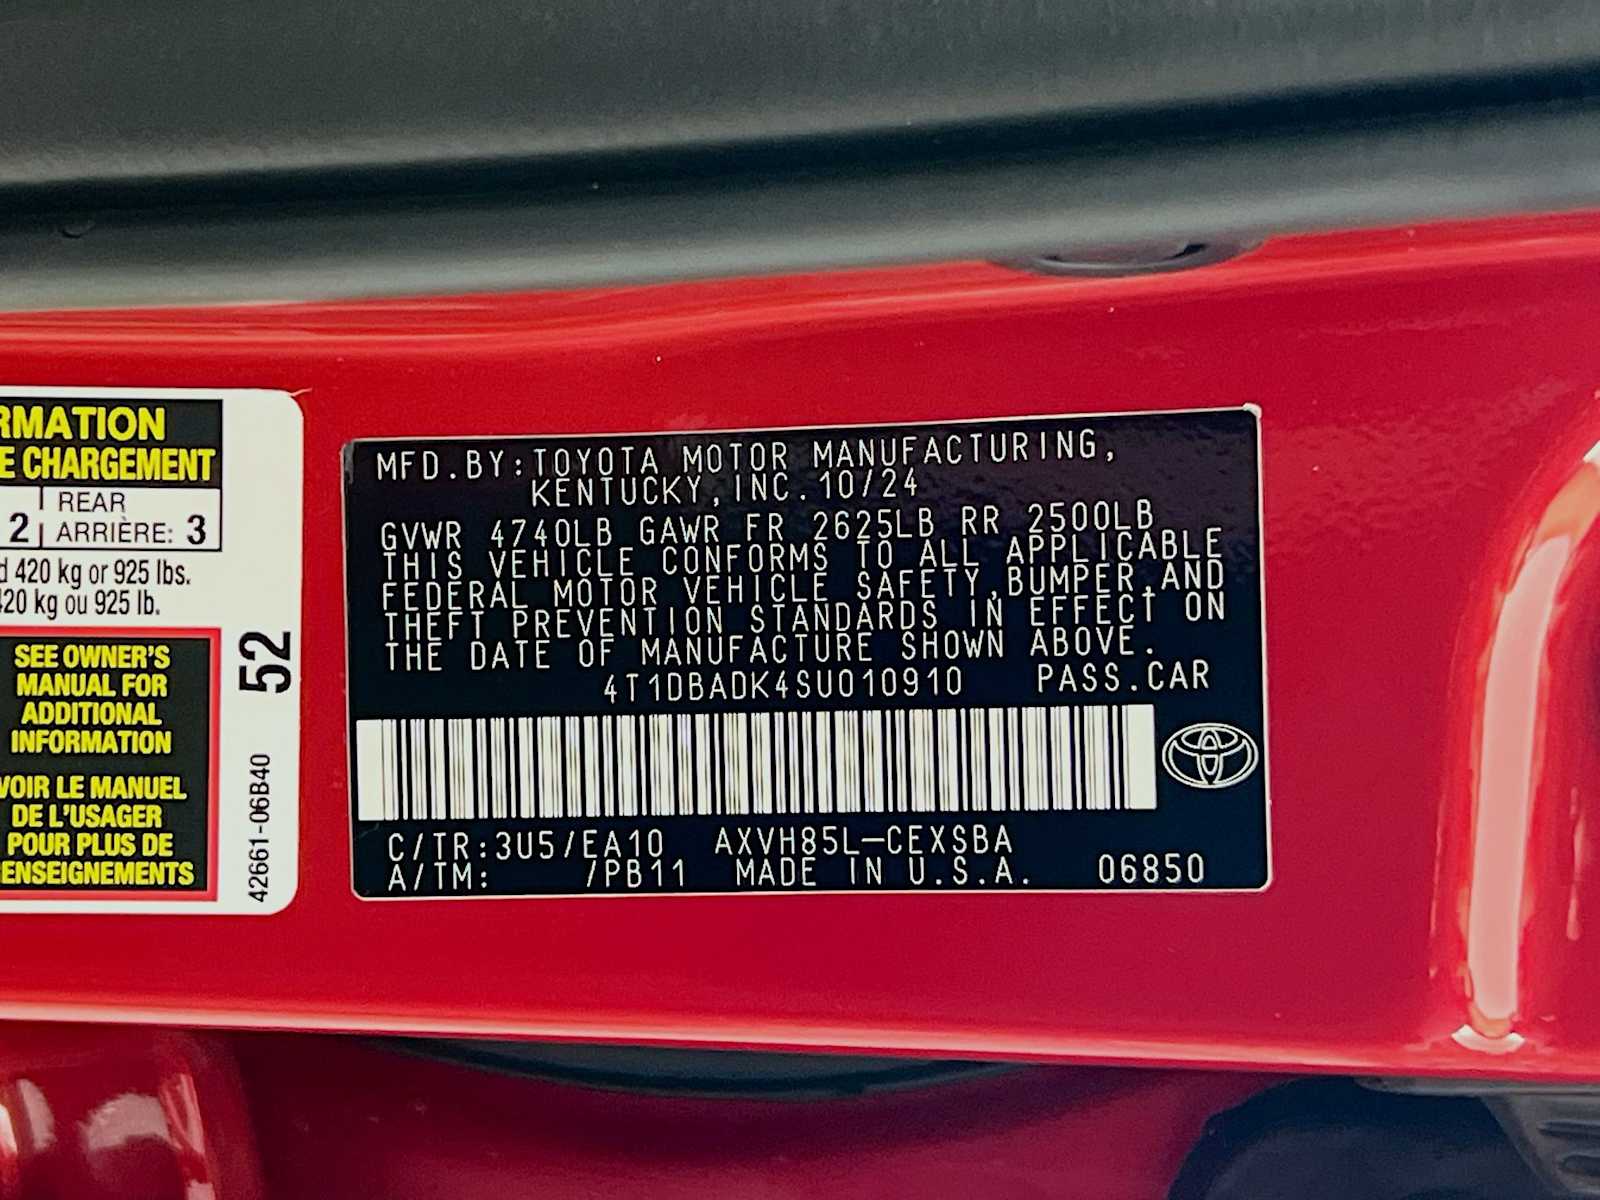 RMATION
E CHARGEMENT
2 REAR
ARRIÈRE: 3
420 kg or 925 lbs.
420 kg ou 925 lb.
SEE OWNER'S
MANUAL FOR
ADDITIONAL
INFORMATION
VOIR LE MANUEL
DE L'USAGER
POUR PLUS DE
RENSEIGNEMENTS
52
42661-06B40
MFD.BY:TOYOTA MOTOR MANUFACTURING,
KENTUCKY,INC.10/24
GVWR 4740LB GAWR FR 2625LB RR 2500LB
THIS VEHICLE CONFORMS TO ALL APPLICABLE
FEDERAL MOTOR VEHICLE SAFETY,BUMPER,AND
THEFT PREVENTION STANDARDS IN EFFECT ON
THE DATE OF MANUFACTURE SHOWN ABOVE.
4T1DBADK4SU010910 PASS.CAR
C/TR:3U5/EA10 AXVH85L-CEXSBA
A/TM: /PB11 MADE IN U.S.A. 06850